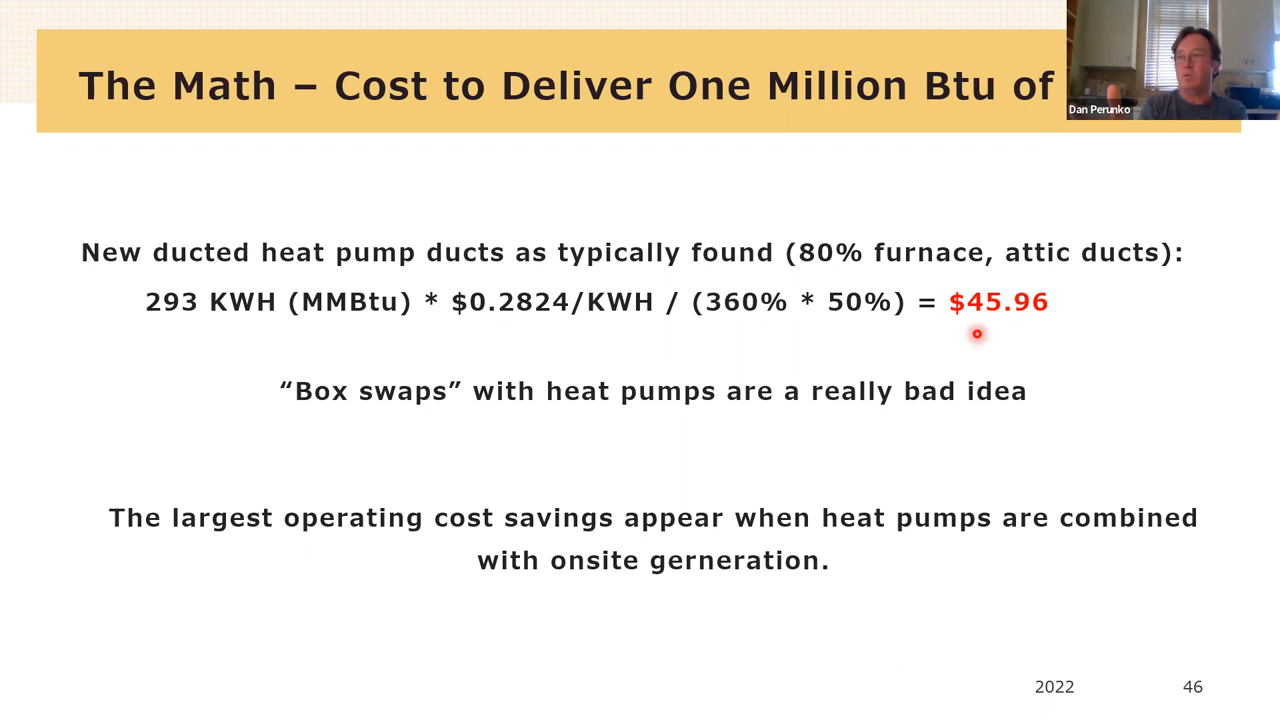 The Math – Cost to Deliver One Million Btu of
Dan Perunko
New ducted heat pump ducts as typically found (80% furnace, attic ducts):
293 KWH (MMBtu) * $0.2824/KWH / (360% * 50%) = $45.96
“Box swaps” with heat pumps are a really bad idea
The largest operating cost savings appear when heat pumps are combined
with onsite gerneration.
2022 46